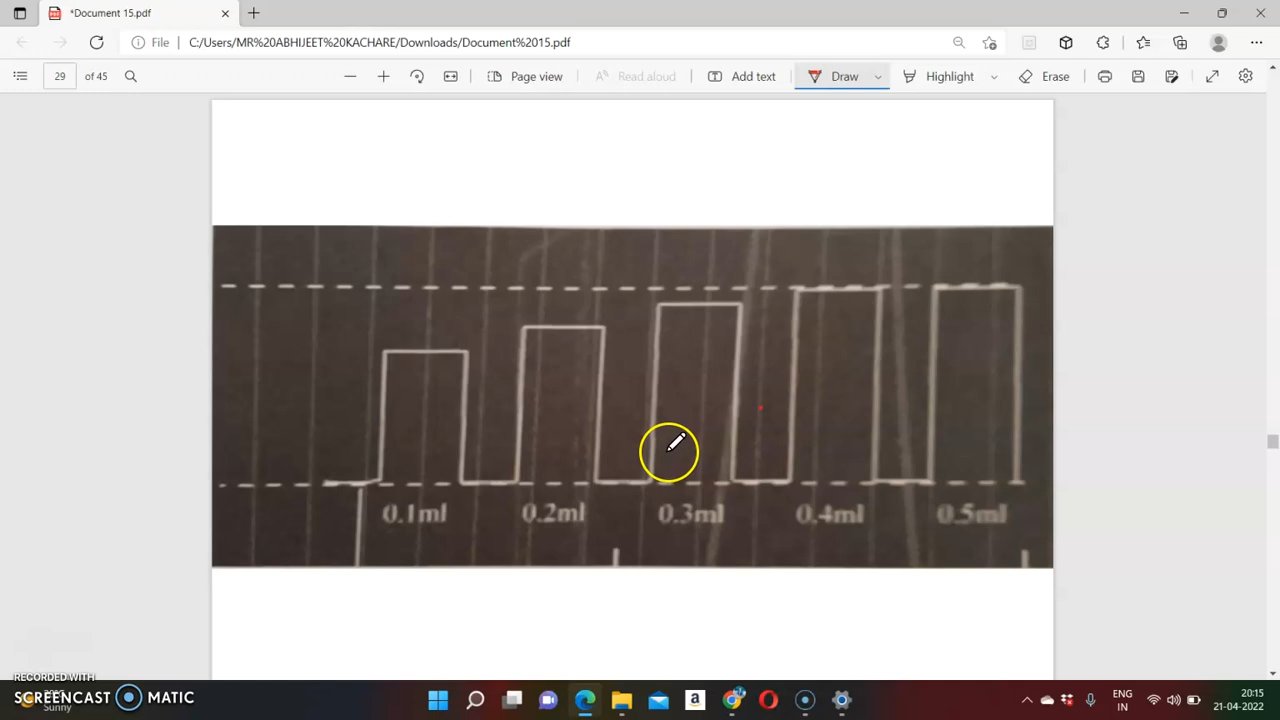 *Document 15.pdf
File
C:/Users/MR%20ABHIJEET%20KACHARE/Downloads/Document%2015.pdf
29 of 45
Page view
Read aloud
Add text
Draw
Highlight
Erase
0.1ml 0.2ml 0.3ml 0.4ml 0.5ml
RECORDED WITH
SCREENCAST MATIC
Sunny
a
ENG
IN
20:15
21-04-2022